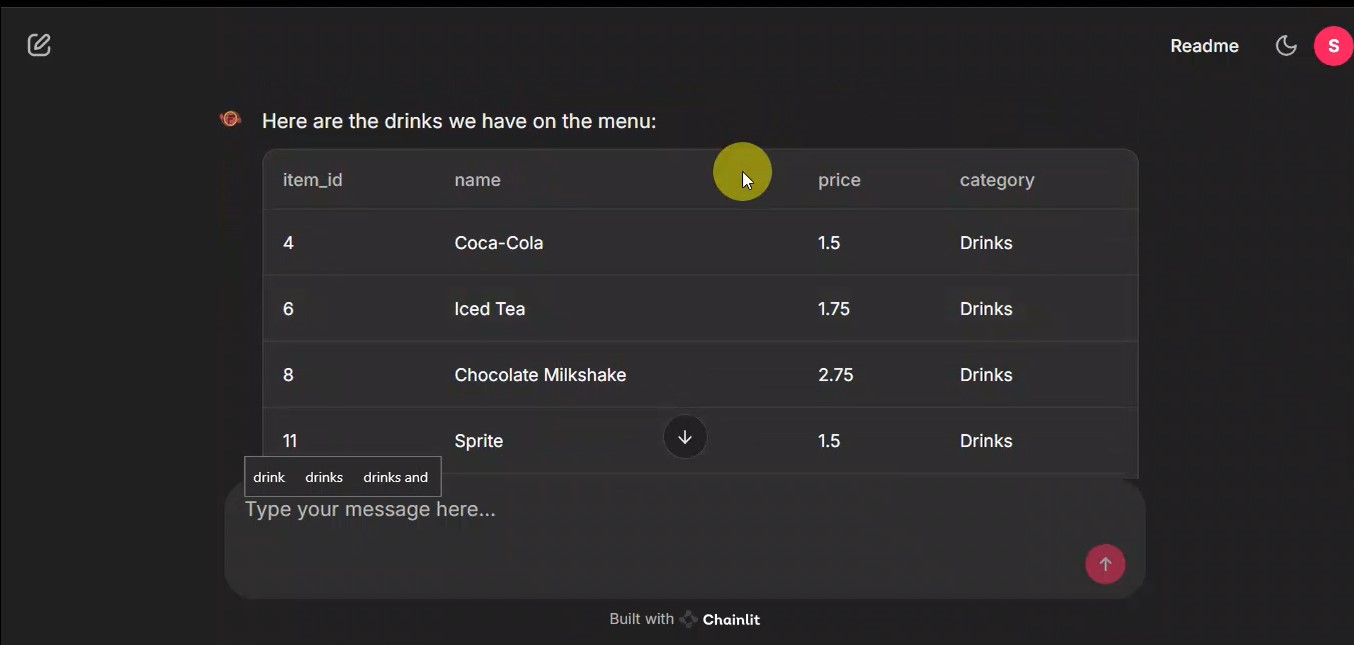 Readme S
Here are the drinks we have on the menu:
item_id name price category
4 Coca-Cola 1.5 Drinks
6 Iced Tea 1.75 Drinks
8 Chocolate Milkshake 2.75 Drinks
11 Sprite 1.5 Drinks
drink drinks drinks and
Type your message here...
Built with Chainlit